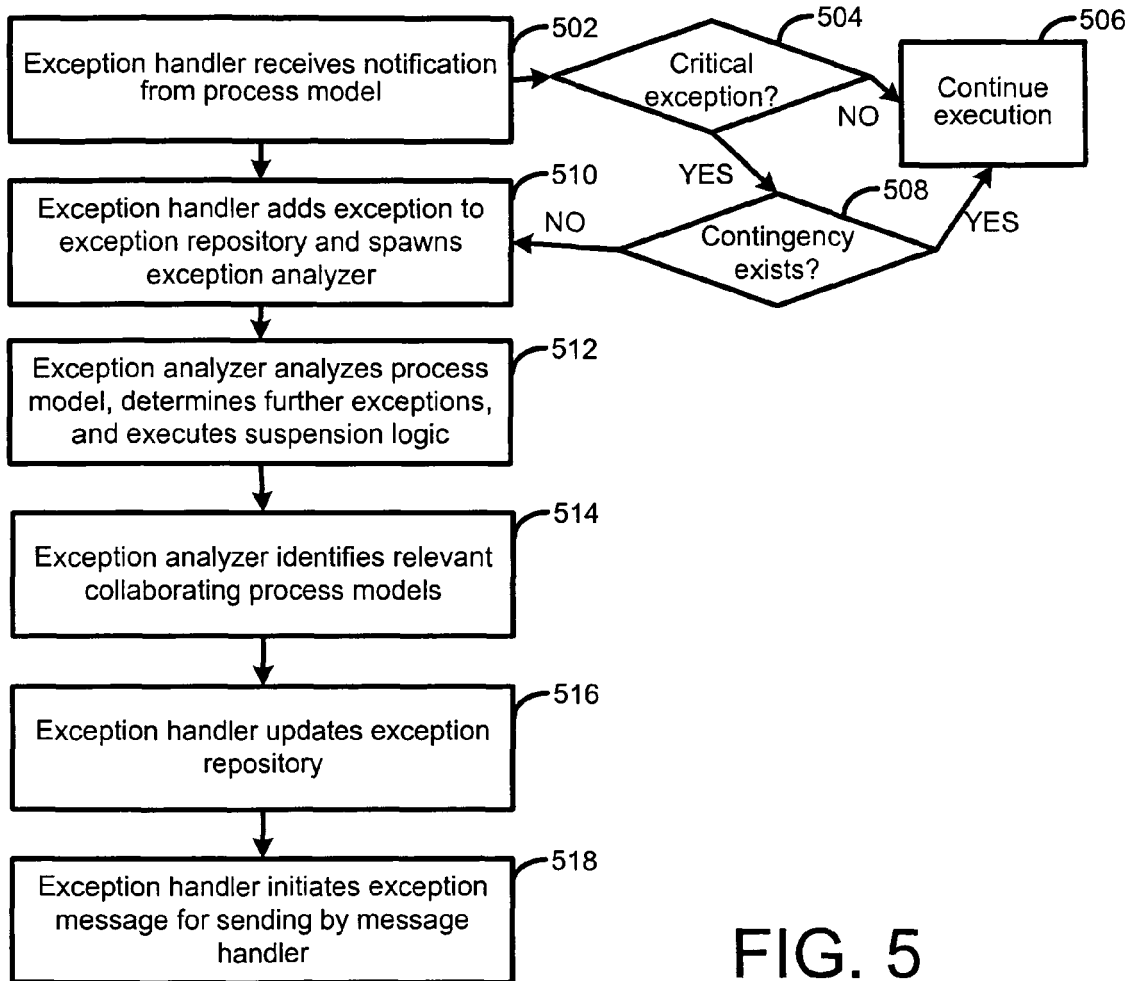 502
Exception handler receives notification
from process model
504
Critical
exception?
NO
506
Continue
execution
YES
508
Contingency
exists?
NO
YES
510
Exception handler adds exception to
exception repository and spawns
exception analyzer
512
Exception analyzer analyzes process
model, determines further exceptions,
and executes suspension logic
514
Exception analyzer identifies relevant
collaborating process models
516
Exception handler updates exception
repository
518
Exception handler initiates exception
message for sending by message
handler
FIG. 5